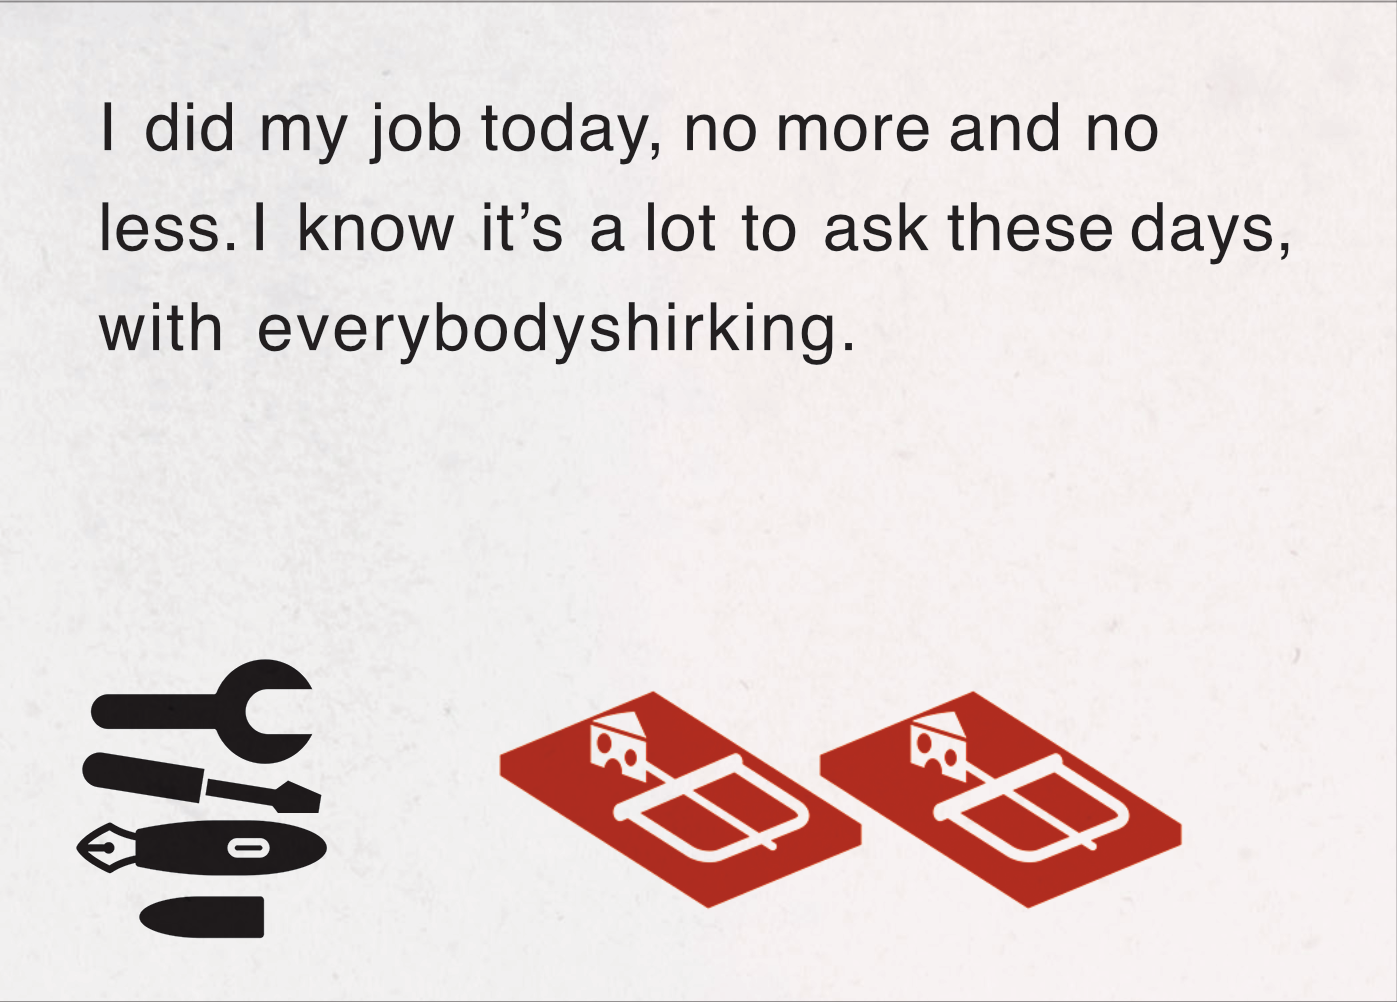 I did my job today, no more and no
less. I know it’s a lot to ask these days,
with everybodyshirking.